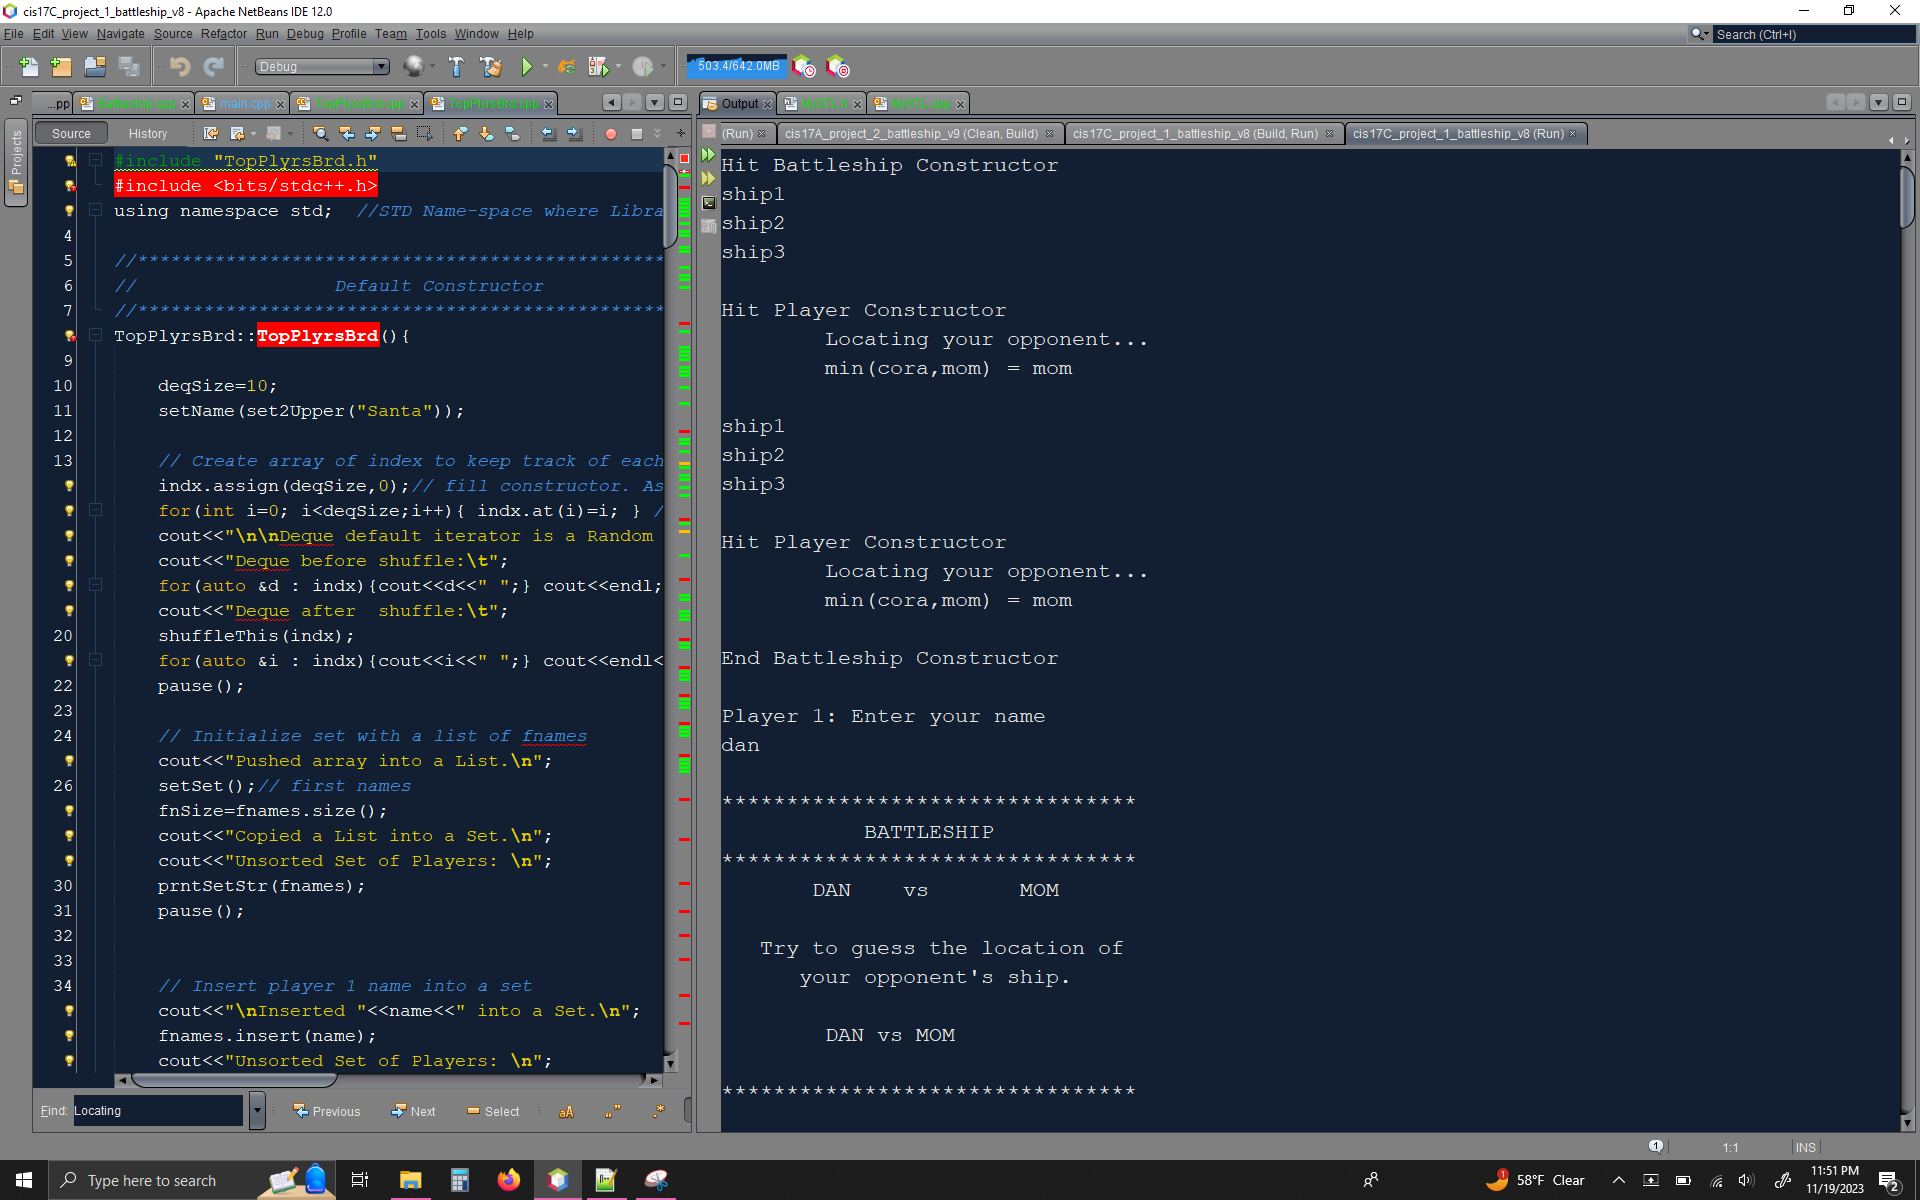 cis17C_project_1_battleship_v8 - Apache NetBeans IDE 12.0
File Edit View Navigate Source Refactor Run Debug Profile Team Tools Window Help
Search (Ctrl+I)
Debug
503.4/642.0MB
...pp Battleship.cpp main.cpp TopPlyrsBrd.cpp
Output MySTL.h MySTL.cpp
Source History
(Run) cis17A_project_2_battleship_v9 (Clean, Build) cis17C_project_1_battleship_v8 (Build, Run) cis17C_project_1_battleship_v8 (Run)
Projects
#include "TopPlyrsBrd.h"
#include <bits/stdc++.h>
using namespace std;  //STD Name-space where Libra
4
5 //************************************************
6 //                  Default Constructor
7 //************************************************
TopPlyrsBrd::TopPlyrsBrd(){
9
10     deqSize=10;
11     setName(set2Upper("Santa"));
12
13     // Create array of index to keep track of each
indx.assign(deqSize,0);// fill constructor. As
for(int i=0; i<deqSize;i++){ indx.at(i)=i; } /
cout<<"\n\nDeque default iterator is a Random
cout<<"Deque before shuffle:\t";
for(auto &d : indx){cout<<d<<" ";} cout<<endl;
cout<<"Deque after  shuffle:\t";
20     shuffleThis(indx);
for(auto &i : indx){cout<<i<<" ";} cout<<endl<
22     pause();
23
24     // Initialize set with a list of fnames
cout<<"Pushed array into a List.\n";
26     setSet();// first names
fnSize=fnames.size();
cout<<"Copied a List into a Set.\n";
cout<<"Unsorted Set of Players: \n";
30     prntSetStr(fnames);
31     pause();
32
33
34     // Insert player 1 name into a set
cout<<"\nInserted "<<name<<" into a Set.\n";
fnames.insert(name);
cout<<"Unsorted Set of Players: \n";
Find: Locating Previous Next Select
Hit Battleship Constructor
ship1
ship2
ship3
Hit Player Constructor
Locating your opponent...
min(cora,mom) = mom
ship1
ship2
ship3
Hit Player Constructor
Locating your opponent...
min(cora,mom) = mom
End Battleship Constructor
Player 1: Enter your name
dan
********************************
BATTLESHIP
********************************
DAN    vs       MOM
Try to guess the location of
your opponent's ship.
DAN vs MOM
********************************
1 1:1 INS
Type here to search
1 58°F Clear
11:51 PM
11/19/2023
2